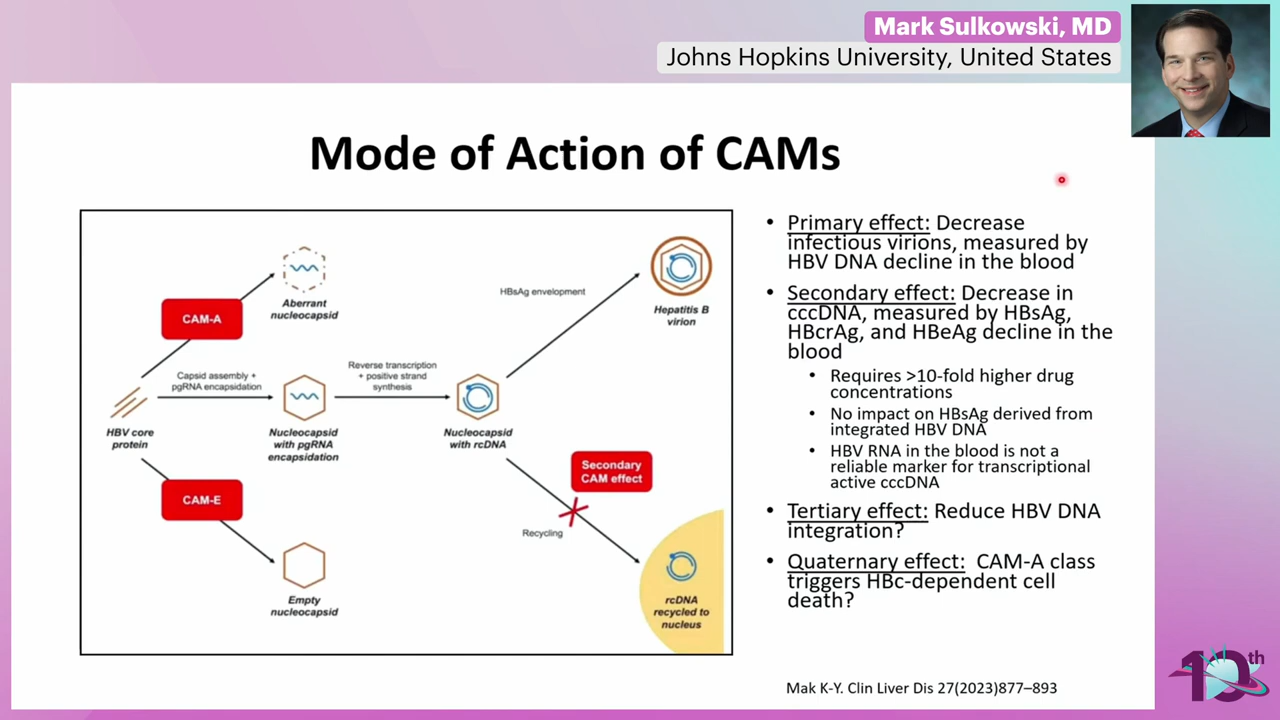 Mark Sulkowski, MD
Johns Hopkins University, United States
Mode of Action of CAMs
CAM-A
Aberrant
nucleocapsid
HBsAg envelopment
Hepatitis B
virion
Capsid assembly +
pgRNA encapsidation
Reverse transcription
+ positive strand
synthesis
HBV core
protein
Nucleocapsid
with pgRNA
encapsidation
Nucleocapsid
with rcDNA
CAM-E
Secondary
CAM effect
Recycling
Empty
nucleocapsid
rcDNA
recycled to
nucleus
• Primary effect: Decrease
infectious virions, measured by
HBV DNA decline in the blood
• Secondary effect: Decrease in
cccDNA, measured by HBsAg,
HBcrAg, and HBeAg decline in the
blood
• Requires >10-fold higher drug
concentrations
• No impact on HBsAg derived from
integrated HBV DNA
• HBV RNA in the blood is not a
reliable marker for transcriptional
active cccDNA
• Tertiary effect: Reduce HBV DNA
integration?
• Quaternary effect:  CAM-A class
triggers HBc-dependent cell
death?
Mak K-Y. Clin Liver Dis 27(2023)877–893
10th